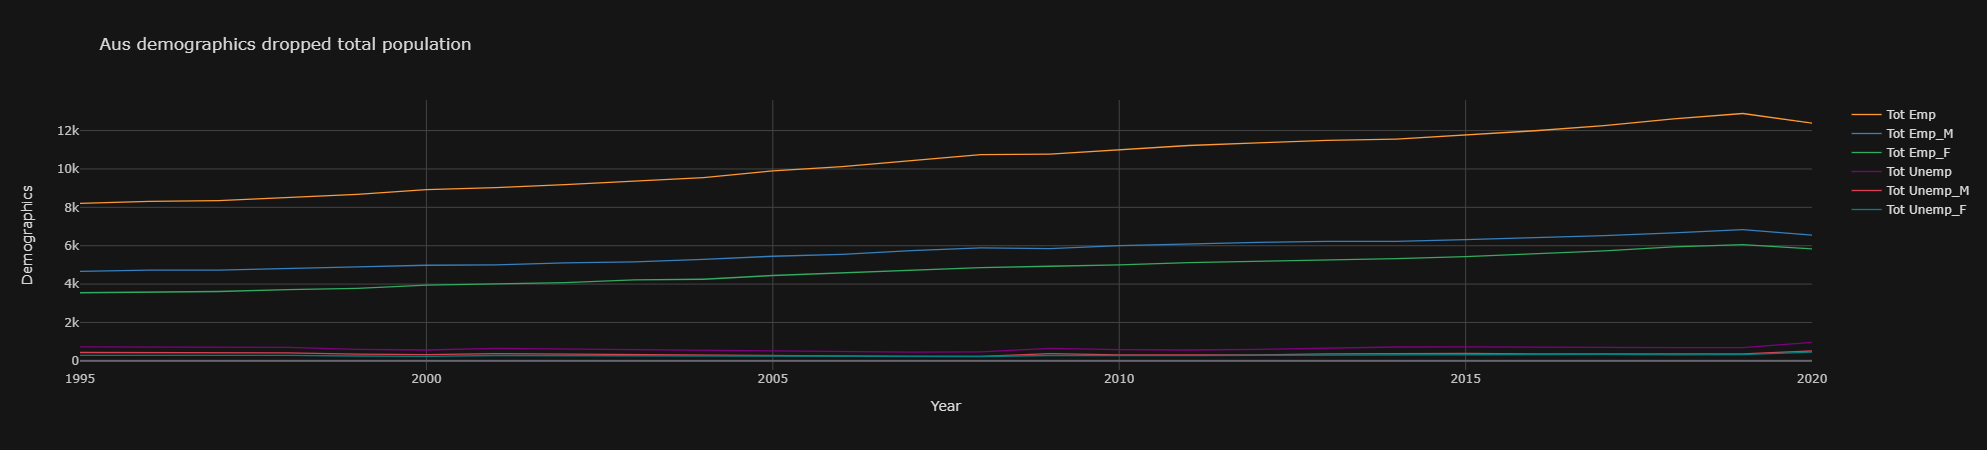 Aus demographics dropped total population
12k
10k
8k
6k
4k
2k
0
Demographics
1995
2000
2005
2010
2015
2020
Year
Tot Emp
Tot Emp_M
Tot Emp_F
Tot Unemp
Tot Unemp_M
Tot Unemp_F